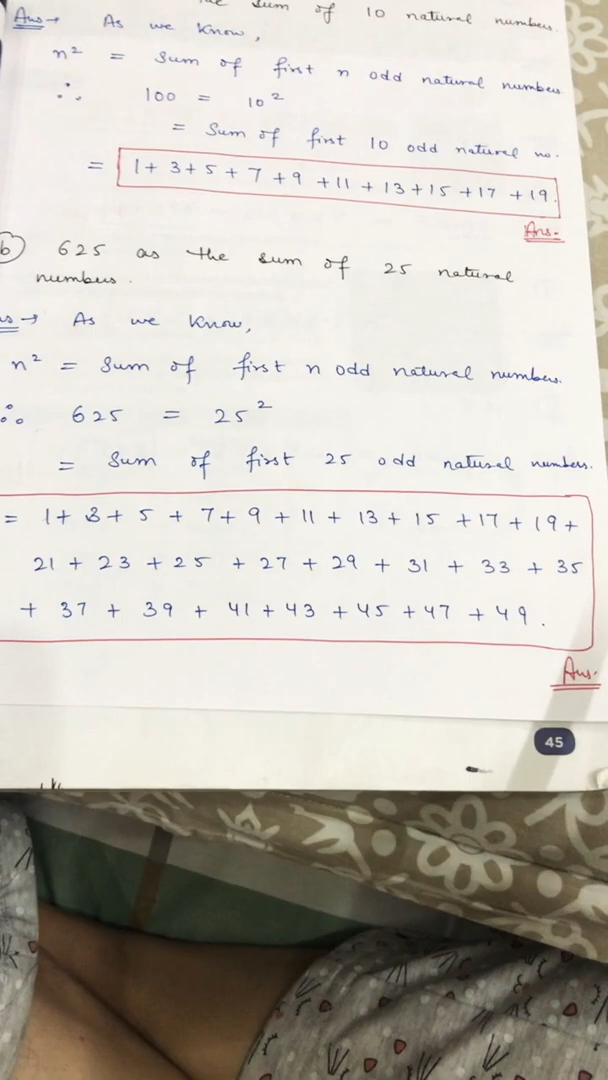 sum of 10 natural numbers.
Ans→ As we know,
n² = Sum of first n odd natural numbers
∴ 100 = 10²
= Sum of first 10 odd natural no.
= 1+ 3+5 + 7 +9 +11 + 13 +15 +17 +19.
Ans.
b) 625 as the sum of 25 natural
numbers.
→ As we know,
n² = Sum of first n odd natural numbers.
∴ 625 = 25²
= Sum of first 25 odd natural numbers.
= 1+ 3+ 5 + 7+ 9 + 11 + 13 + 15 +17 + 19+
21 + 23 + 25 + 27 + 29 + 31 + 33 + 35
+ 37 + 39 + 41 + 43 + 45 + 47 + 49.
Ans.
45